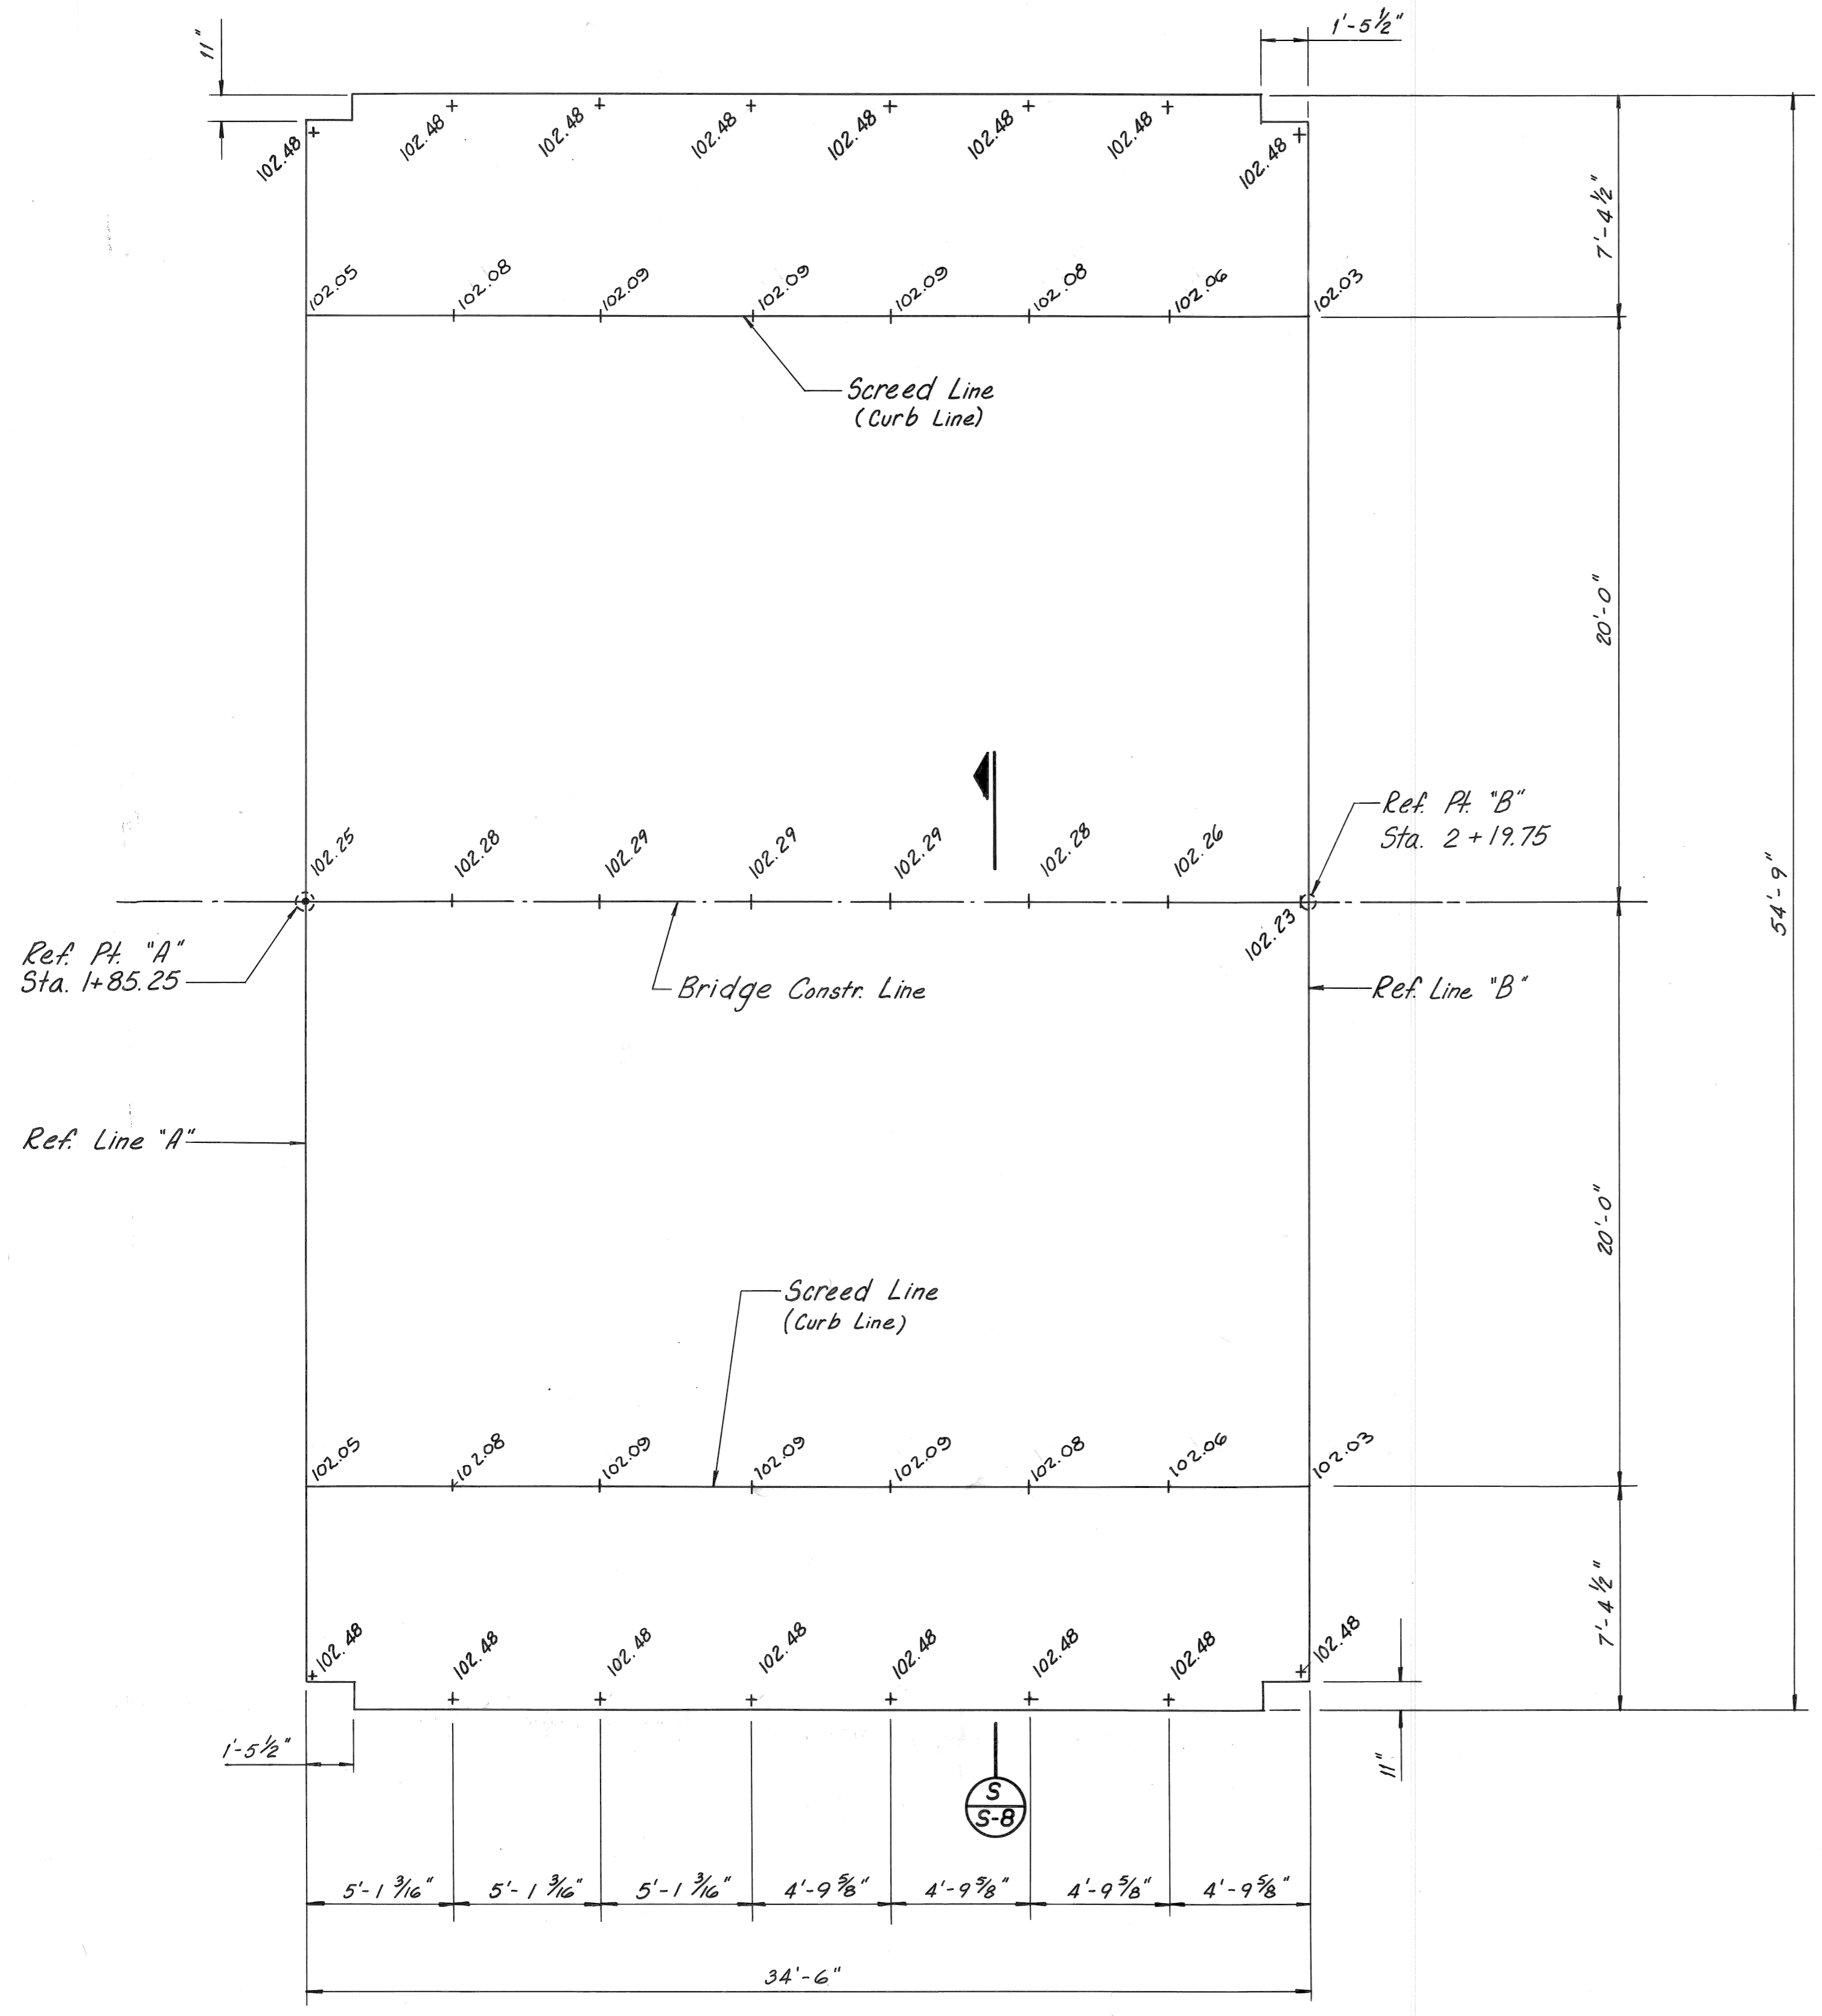 11"
1'-5 1/2"
102.48 102.48 102.48 102.48 102.48 102.48 102.48 102.48
7'-4 1/2"
102.05 102.08 102.09 102.09 102.09 102.08 102.06 102.03
Screed Line
(Curb Line)
20'-0"
Ref. Pt. "B"
Sta. 2+19.75
102.25 102.28 102.29 102.29 102.29 102.28 102.26
102.23
54'-9"
Ref. Pt. "A"
Sta. 1+85.25
Bridge Constr. Line
Ref. Line "B"
Ref. Line "A"
20'-0"
Screed Line
(Curb Line)
102.05 102.08 102.09 102.09 102.09 102.08 102.06 102.03
7'-4 1/2"
102.48 102.48 102.48 102.48 102.48 102.48 102.48 102.48
1'-5 1/2"
11"
S
S-8
5'-1 3/16" 5'-1 3/16" 5'-1 3/16" 4'-9 5/8" 4'-9 5/8" 4'-9 5/8" 4'-9 5/8"
34'-6"